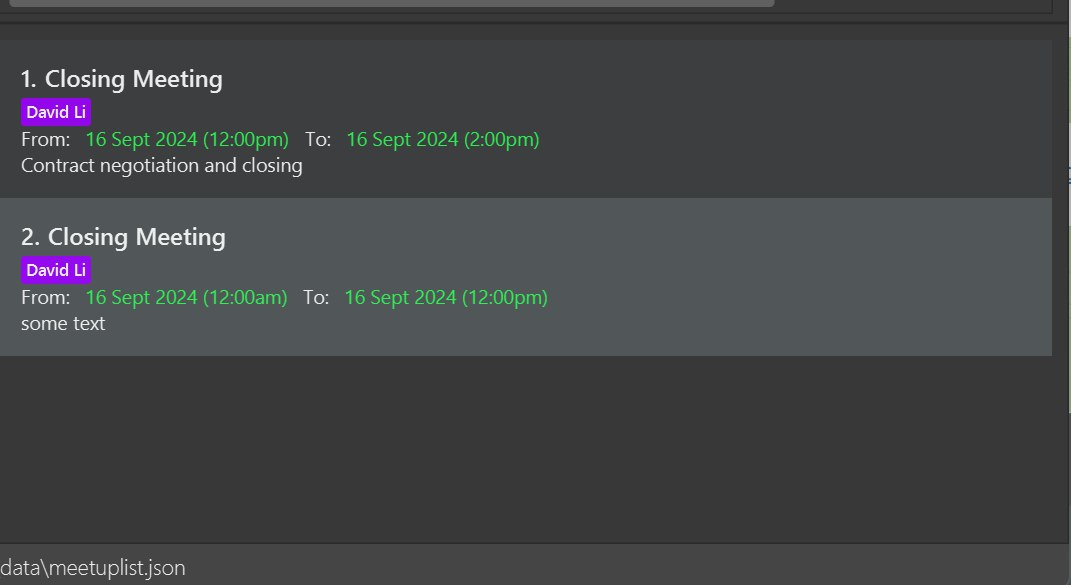 1. Closing Meeting
David Li
From: 16 Sept 2024 (12:00pm) To: 16 Sept 2024 (2:00pm)
Contract negotiation and closing
2. Closing Meeting
David Li
From: 16 Sept 2024 (12:00am) To: 16 Sept 2024 (12:00pm)
some text
data\meetuplist.json